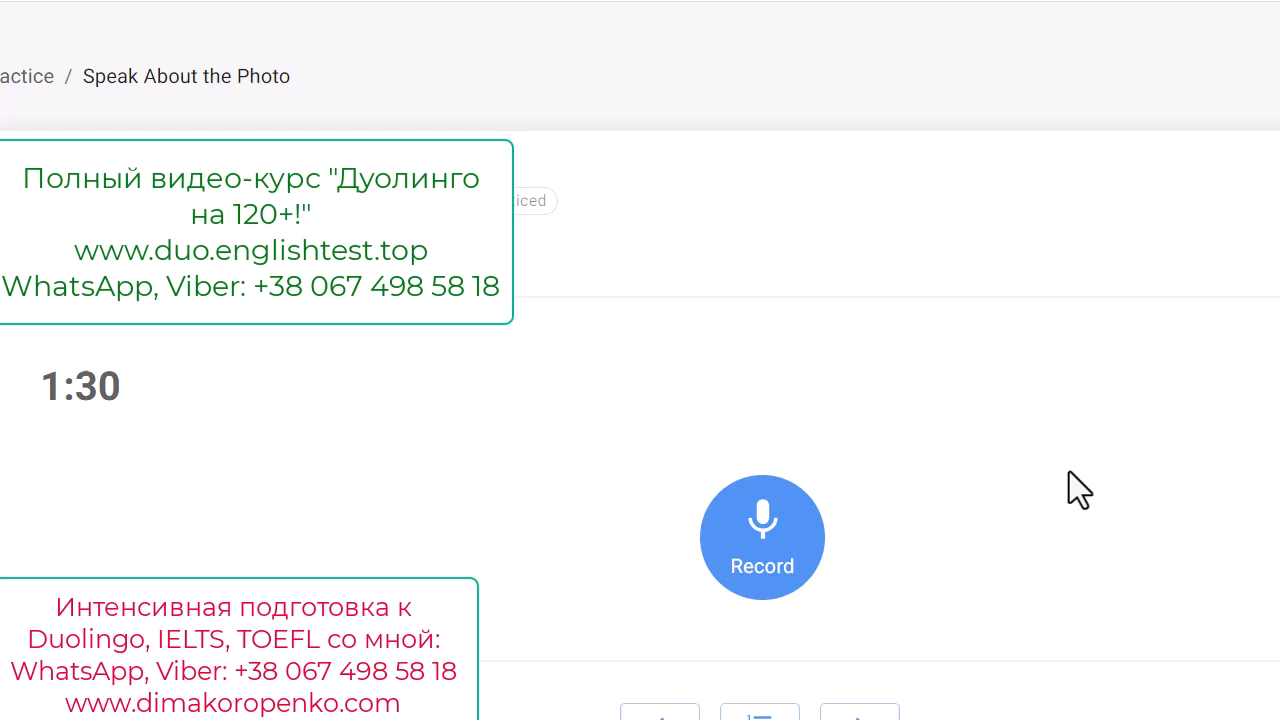 actice / Speak About the Photo
Полный видео-курс "Дуолинго
на 120+!"
www.duo.englishtest.top
WhatsApp, Viber: +38 067 498 58 18
iced
1:30
Record
Интенсивная подготовка к
Duolingo, IELTS, TOEFL со мной:
WhatsApp, Viber: +38 067 498 58 18
www.dimakoropenko.com